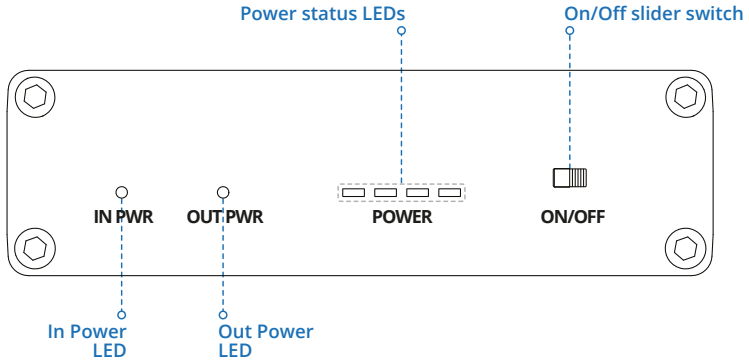 Power status LEDs
On/Off slider switch
IN PWR
OUT PWR
POWER
ON/OFF
In Power
LED
Out Power
LED